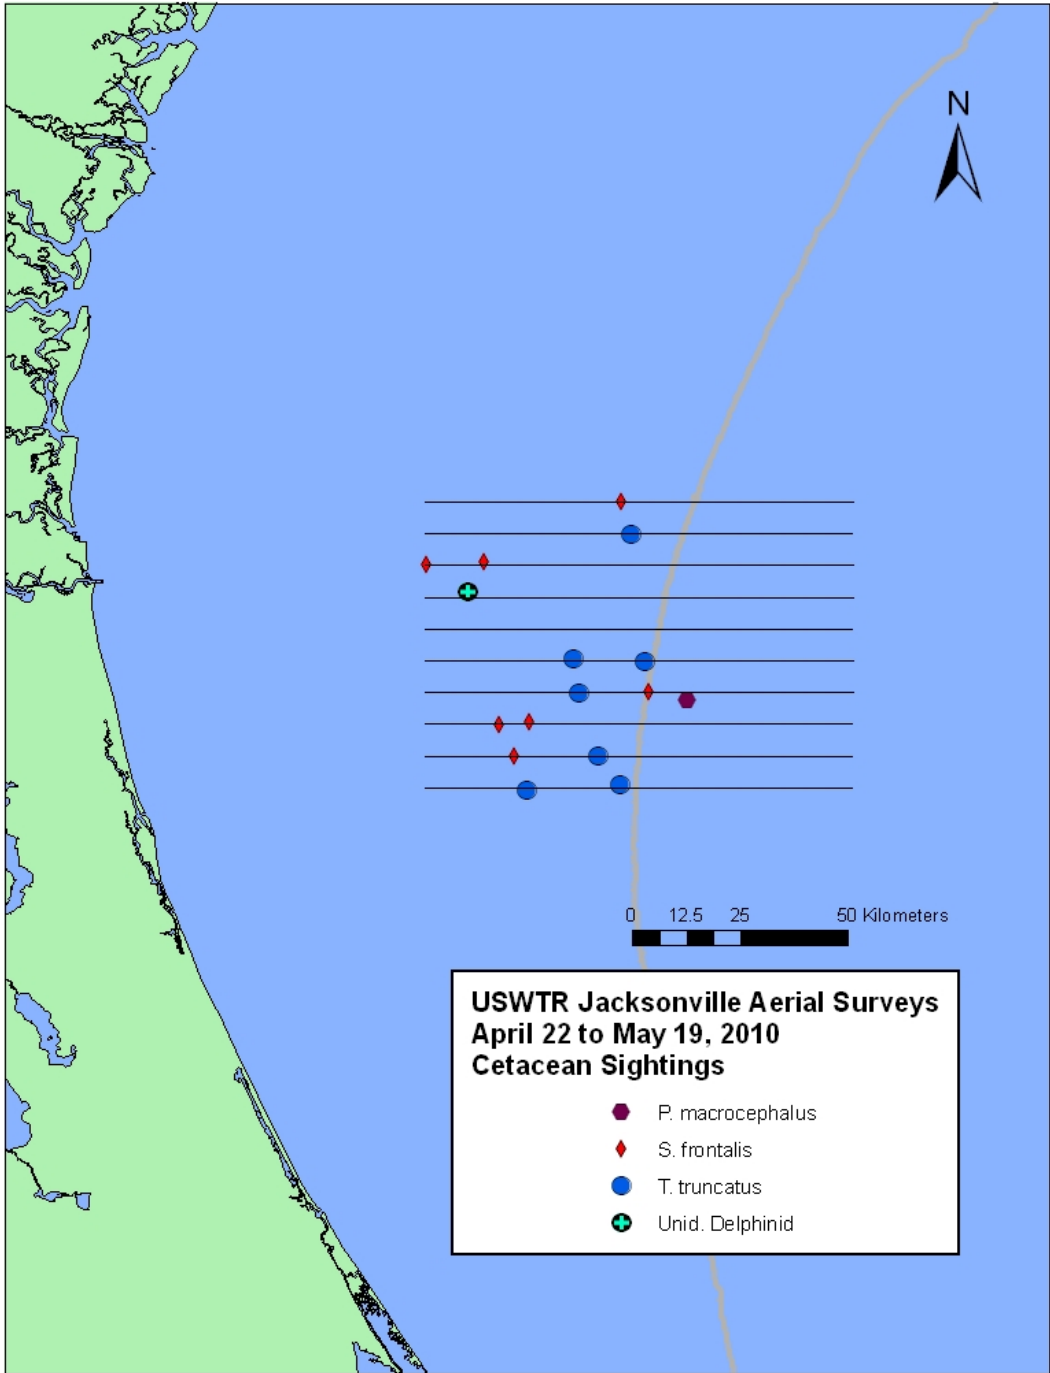 N
0 12.5 25 50 Kilometers
USWTR Jacksonville Aerial Surveys
April 22 to May 19, 2010
Cetacean Sightings
P. macrocephalus
S. frontalis
T. truncatus
Unid. Delphinid